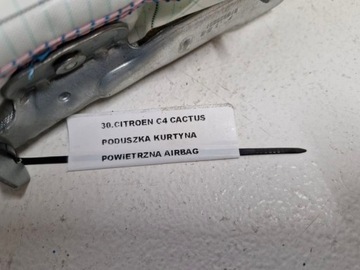 30.CITROEN C4 CACTUS
PODUSZKA KURTYNA
POWIETRZNA AIRBAG